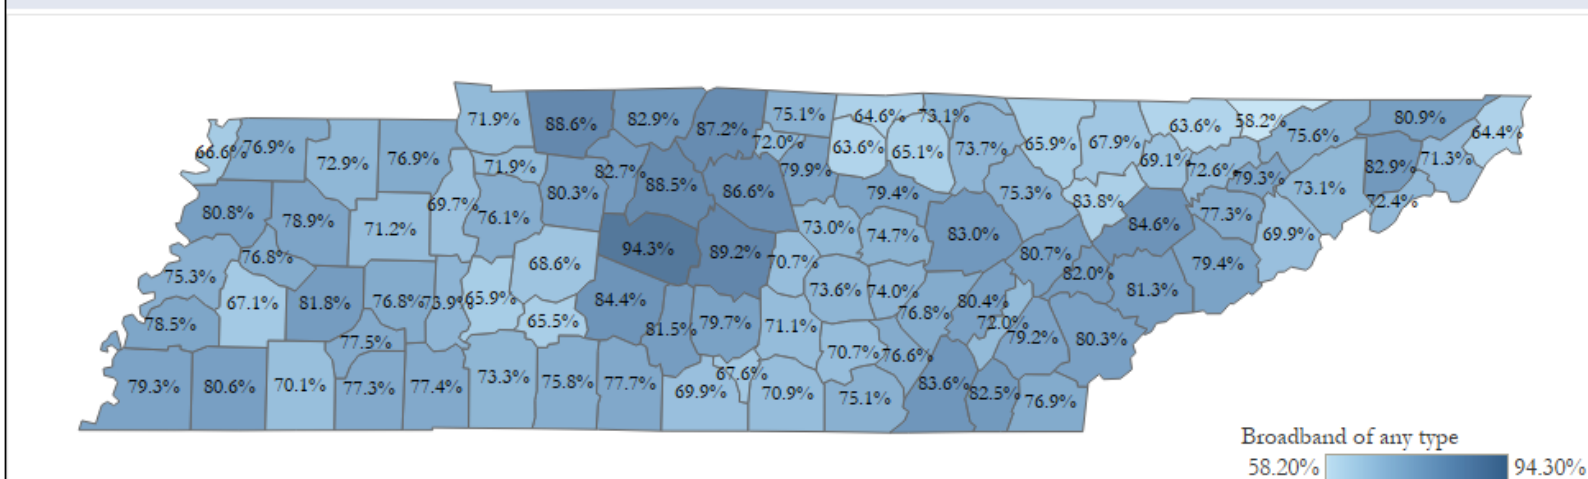 71.9% 88.6% 82.9% 87.2% 75.1% 64.6% 73.1% 63.6% 58.2% 75.6% 80.9% 64.4%
66.6% 76.9% 72.9% 76.9% 71.9% 82.7% 88.5% 72.0% 79.9% 63.6% 65.1% 73.7% 65.9% 67.9% 69.1% 72.6% 79.3% 73.1% 82.9% 71.3%
80.8% 78.9% 71.2% 69.7% 76.1% 80.3% 86.6% 79.4% 75.3% 83.8% 77.3% 72.4%
94.3% 89.2% 73.0% 74.7% 83.0% 84.6% 69.9%
75.3% 76.8% 68.6% 70.7% 80.7% 82.0% 79.4%
78.5% 67.1% 81.8% 76.8% 73.9% 65.9% 65.5% 84.4% 81.5% 79.7% 71.1% 73.6% 74.0% 76.8% 80.4% 72.0% 79.2% 81.3% 80.3%
77.5% 67.6% 70.7% 76.6%
79.3% 80.6% 70.1% 77.3% 77.4% 73.3% 75.8% 77.7% 69.9% 70.9% 75.1% 83.6% 82.5% 76.9%
Broadband of any type
58.20% 94.30%